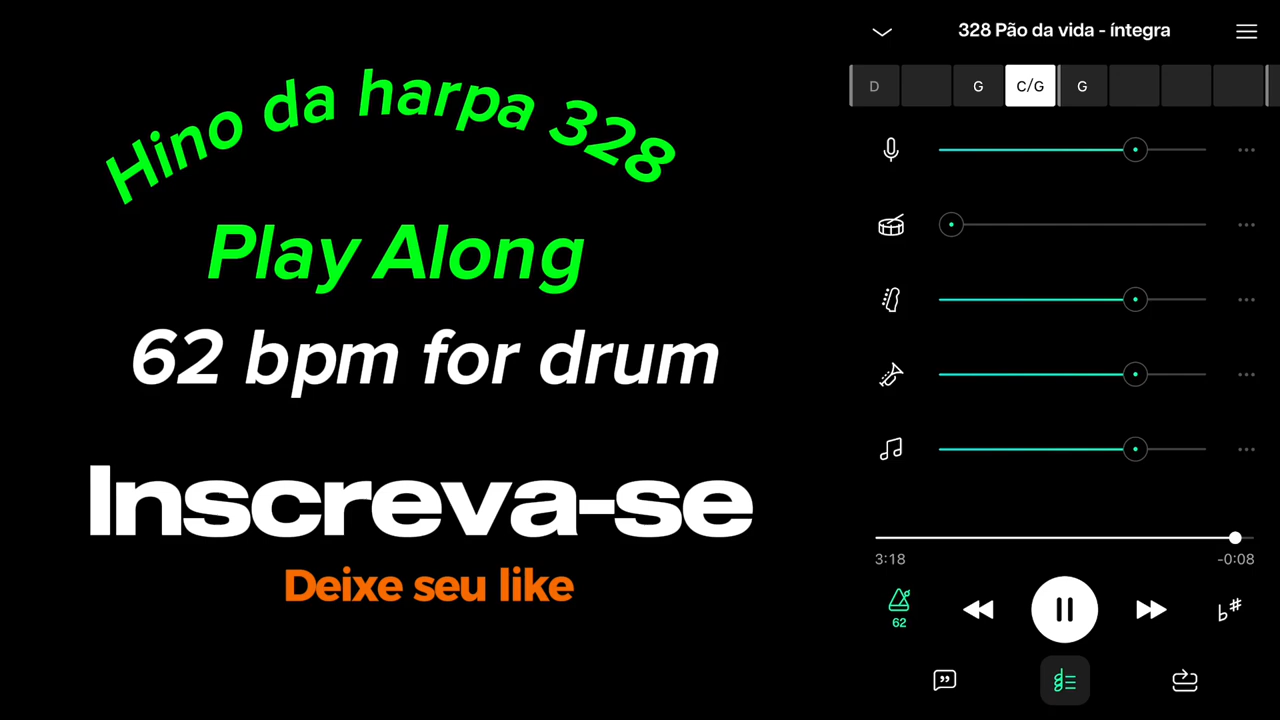 Hino da harpa 328
Play Along
62 bpm for drum
Inscreva-se
Deixe seu like
328 Pão da vida - íntegra
D G C/G G
3:18 -0:08
62